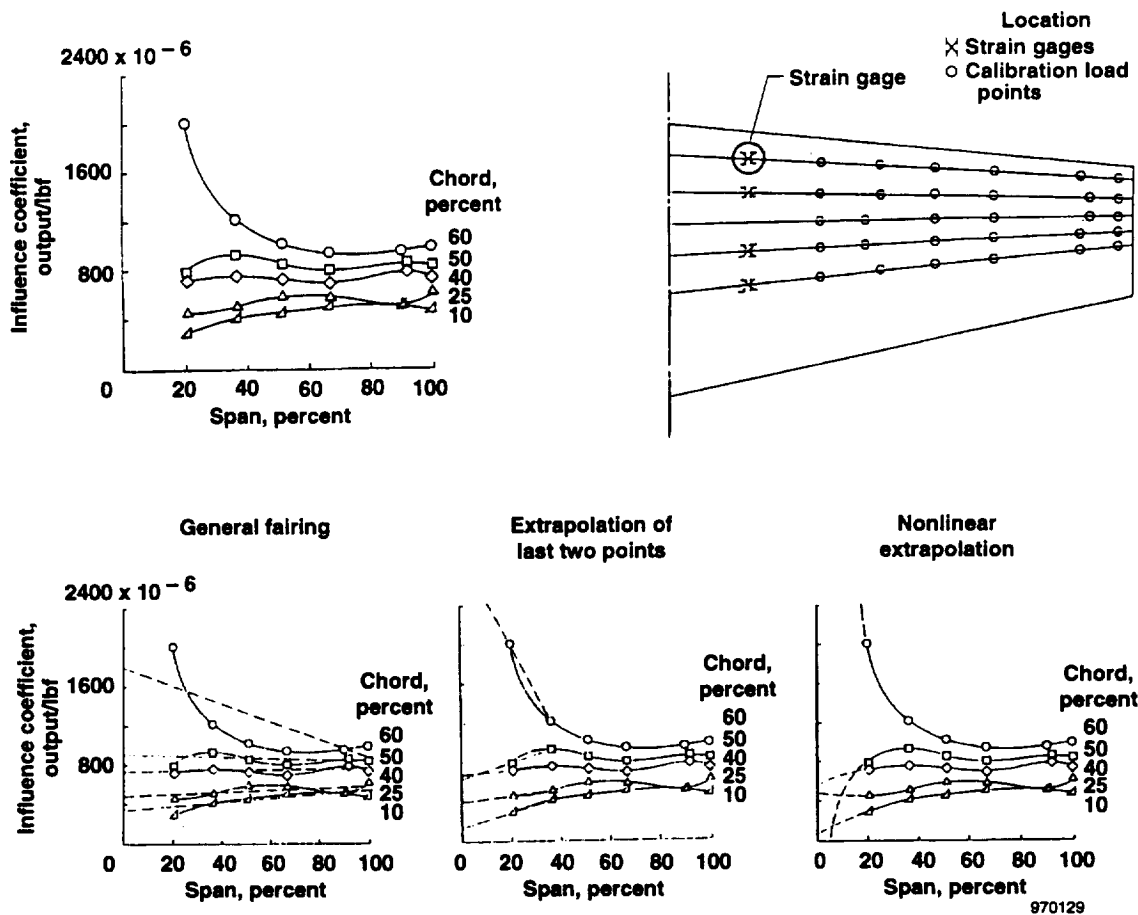 2400 x 10 – 6
1600
800
0
Influence coefficient,
output/lbf
20 40 60 80 100
Span, percent
Chord,
percent
60
50
40
25
10
Location
Strain gages
Calibration load
points
Strain gage
General fairing
2400 x 10 – 6
1600
800
0
Influence coefficient,
output/lbf
20 40 60 80 100
Span, percent
Chord,
percent
60
50
40
25
10
Extrapolation of
last two points
0 20 40 60 80 100
Span, percent
Chord,
percent
60
50
40
25
10
Nonlinear
extrapolation
0 20 40 60 80 100
Span, percent
Chord,
percent
60
50
40
25
10
970129